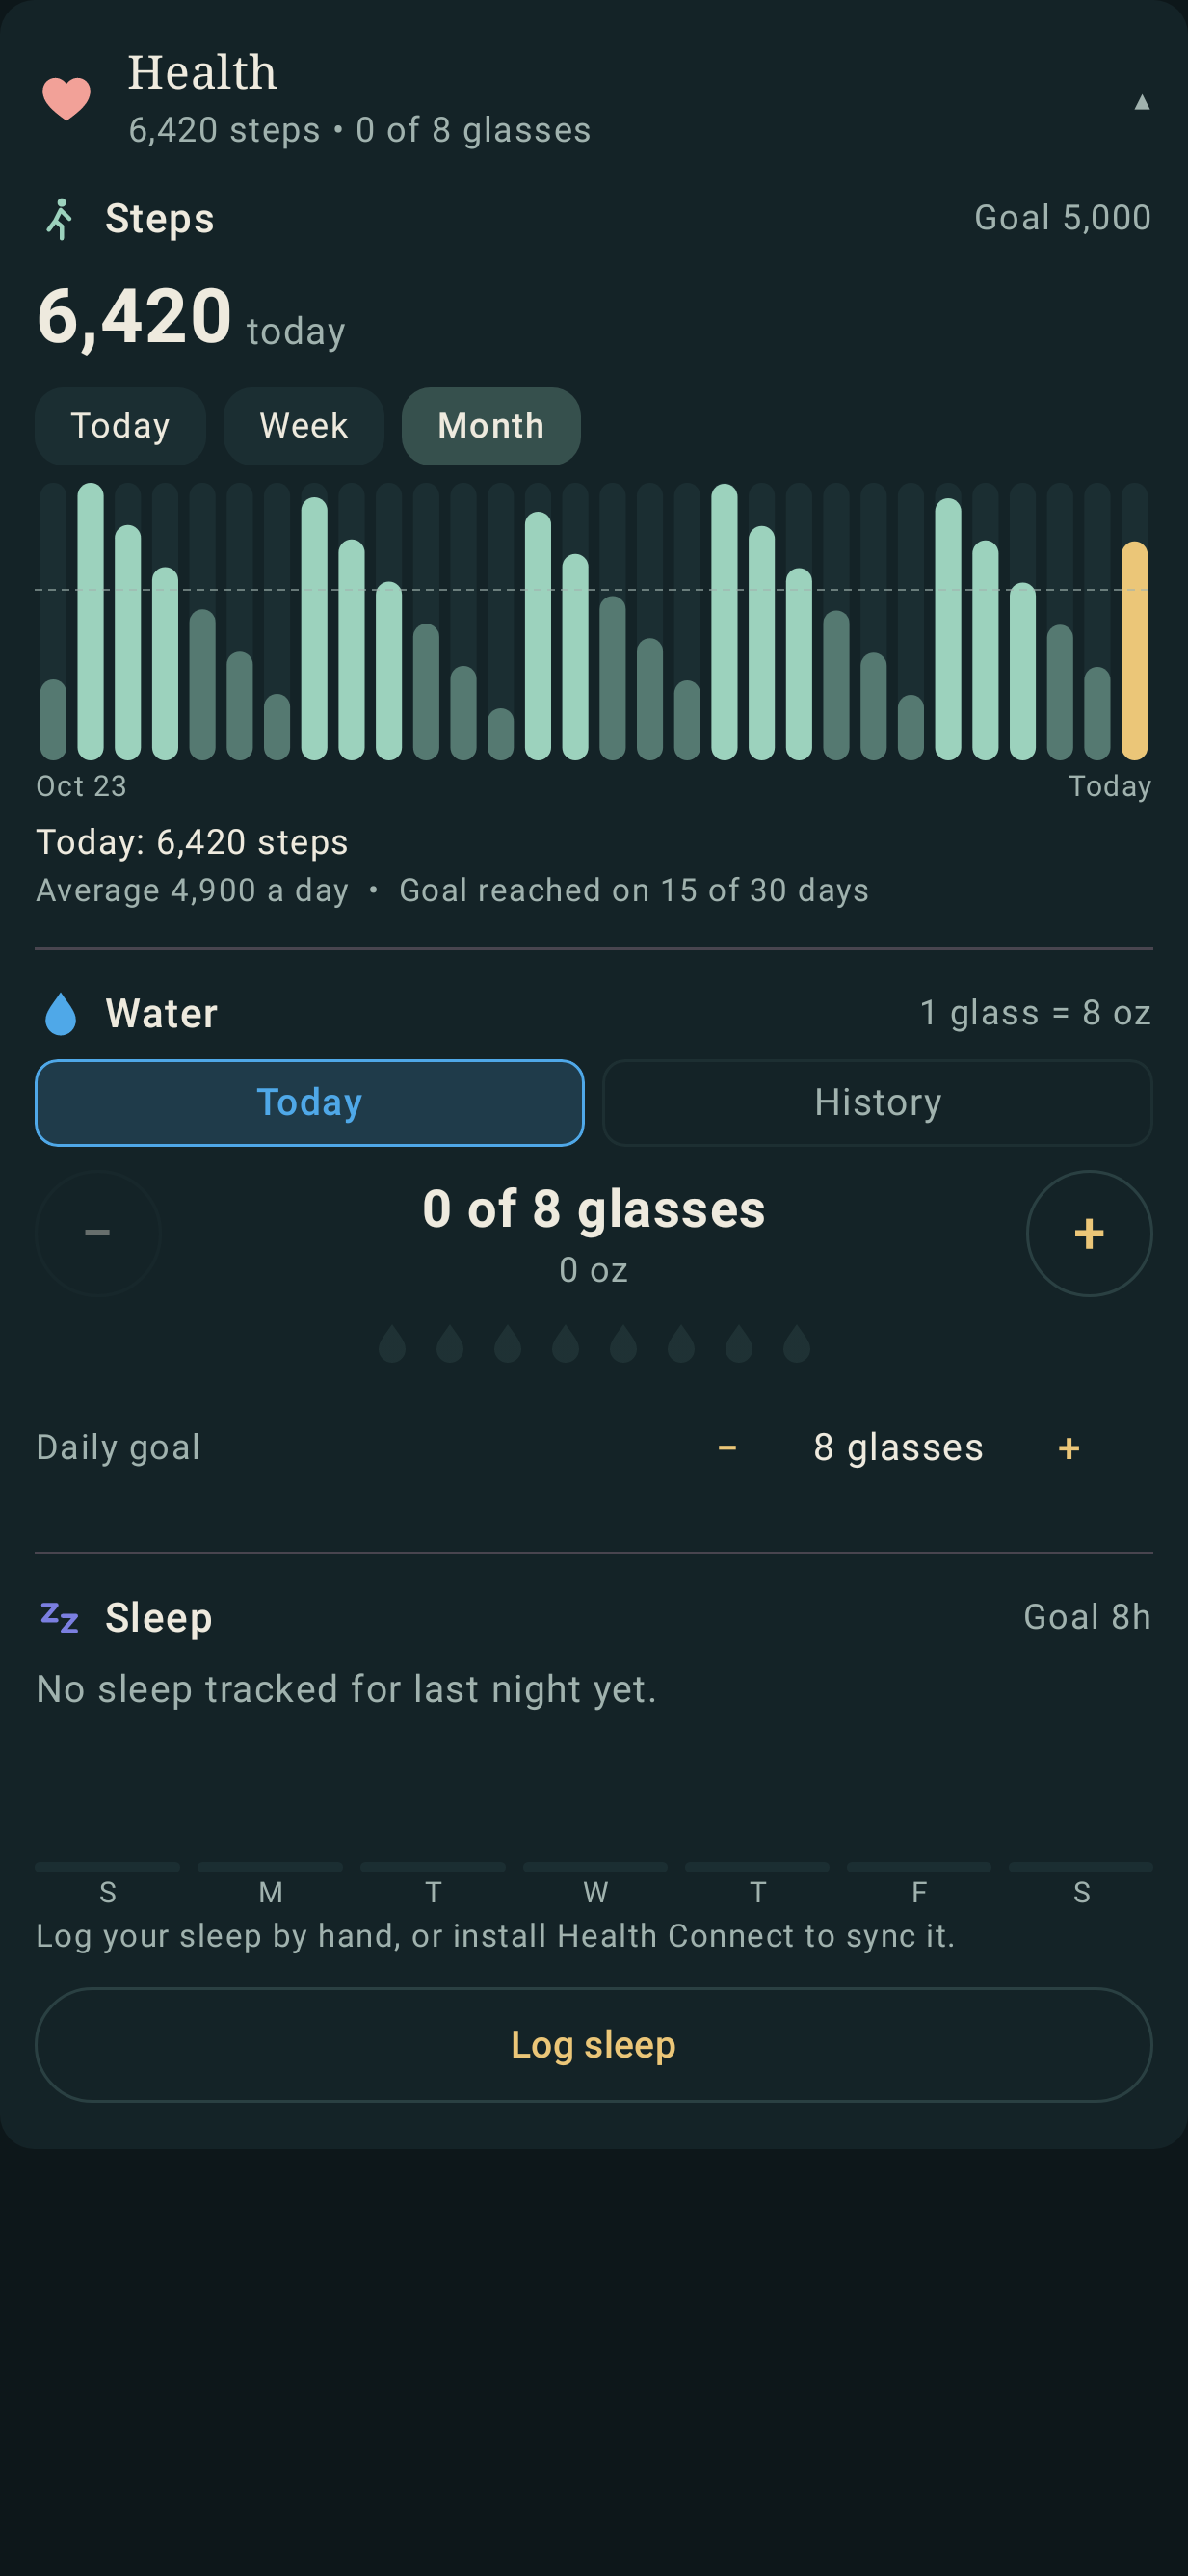 Health
6,420 steps • 0 of 8 glasses
▲
Steps
Goal 5,000
6,420 today
Today Week Month
Oct 23 Today
Today: 6,420 steps
Average 4,900 a day • Goal reached on 15 of 30 days
Water
1 glass = 8 oz
Today History
−
0 of 8 glasses
+
0 oz
Daily goal − 8 glasses +
zz
Sleep
Goal 8h
No sleep tracked for last night yet.
S M T W T F S
Log your sleep by hand, or install Health Connect to sync it.
Log sleep